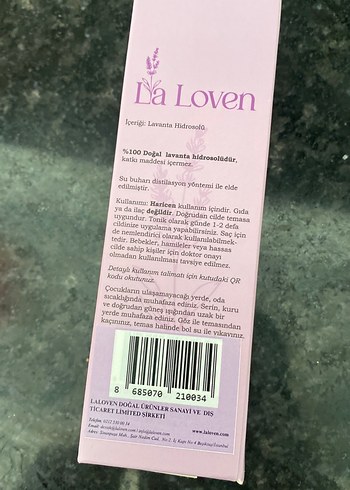 La Loven
İçeriği: Lavanta Hidrosolü
%100 Doğal lavanta hidrosolüdür,
katkı maddesi içermez.
Su buharı distilasyon yöntemi ile elde
edilmiştir.
Kullanımı: Haricen kullanım içindir. Gıda
ya da ilaç değildir. Doğrudan cilde temasa
uygundur. Tonik olarak günde 1-2 defa
cildinize uygulama yapabilirsiniz. Saç için
de nemlendirici olarak kullanılabilmek-
tedir. Bebekler, hamileler veya hassas
cilde sahip kişiler için doktor onayı
olmadan kullanılması tavsiye edilmez.
Detaylı kullanım talimatı için kutudaki QR
kodu okutunuz.
Çocukların ulaşamayacağı yerde, oda
sıcaklığında muhafaza ediniz. Serin, kuru
ve doğrudan güneş ışığından uzak bir
yerde muhafaza ediniz. Göz ile temasından
kaçınınız, temas halinde bol su ile yıkayınız.
8 685070 210034
LALOVEN DOĞAL ÜRÜNLER SANAYİ VE DIŞ
TİCARET LİMİTED ŞİRKETİ
www.laloven.com